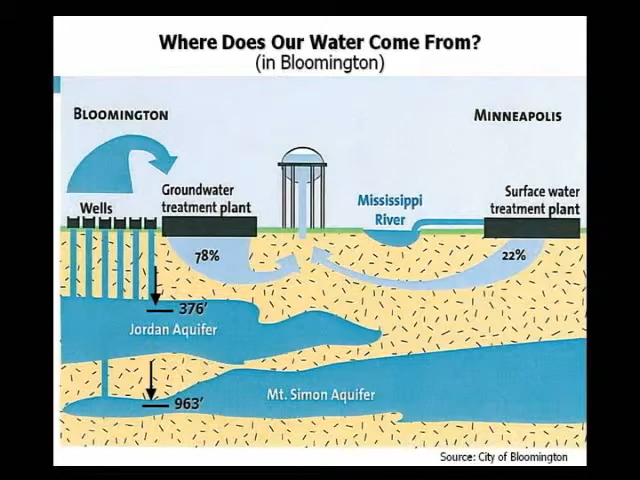 Where Does Our Water Come From?
(in Bloomington)
BLOOMINGTON
MINNEAPOLIS
Groundwater
treatment plant
Surface water
treatment plant
Wells
Mississippi
River
78%
22%
376'
Jordan Aquifer
Mt. Simon Aquifer
963'
Source: City of Bloomington